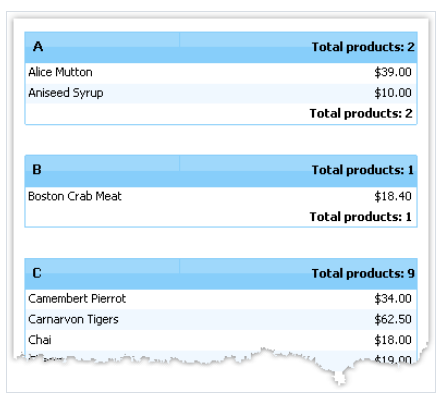 A Total products: 2
Alice Mutton $39.00
Aniseed Syrup $10.00
Total products: 2
B Total products: 1
Boston Crab Meat $18.40
Total products: 1
C Total products: 9
Camembert Pierrot $34.00
Carnarvon Tigers $62.50
Chai $18.00
$19.00